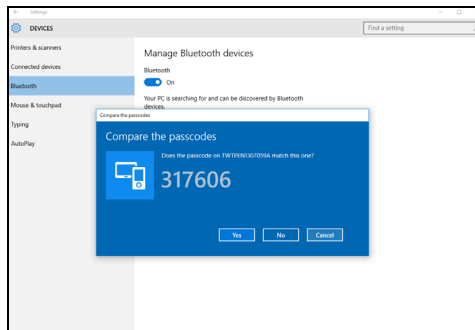 Settings
DEVICES
Find a setting
Printers & scanners
Connected devices
Bluetooth
Mouse & touchpad
Typing
AutoPlay
Manage Bluetooth devices
Bluetooth
On
Your PC is searching for and can be discovered by Bluetooth
devices.
Compare the passcodes
Compare the passcodes
Does the passcode on TWTIPENI1307059A match this one?
317606
Yes
No
Cancel